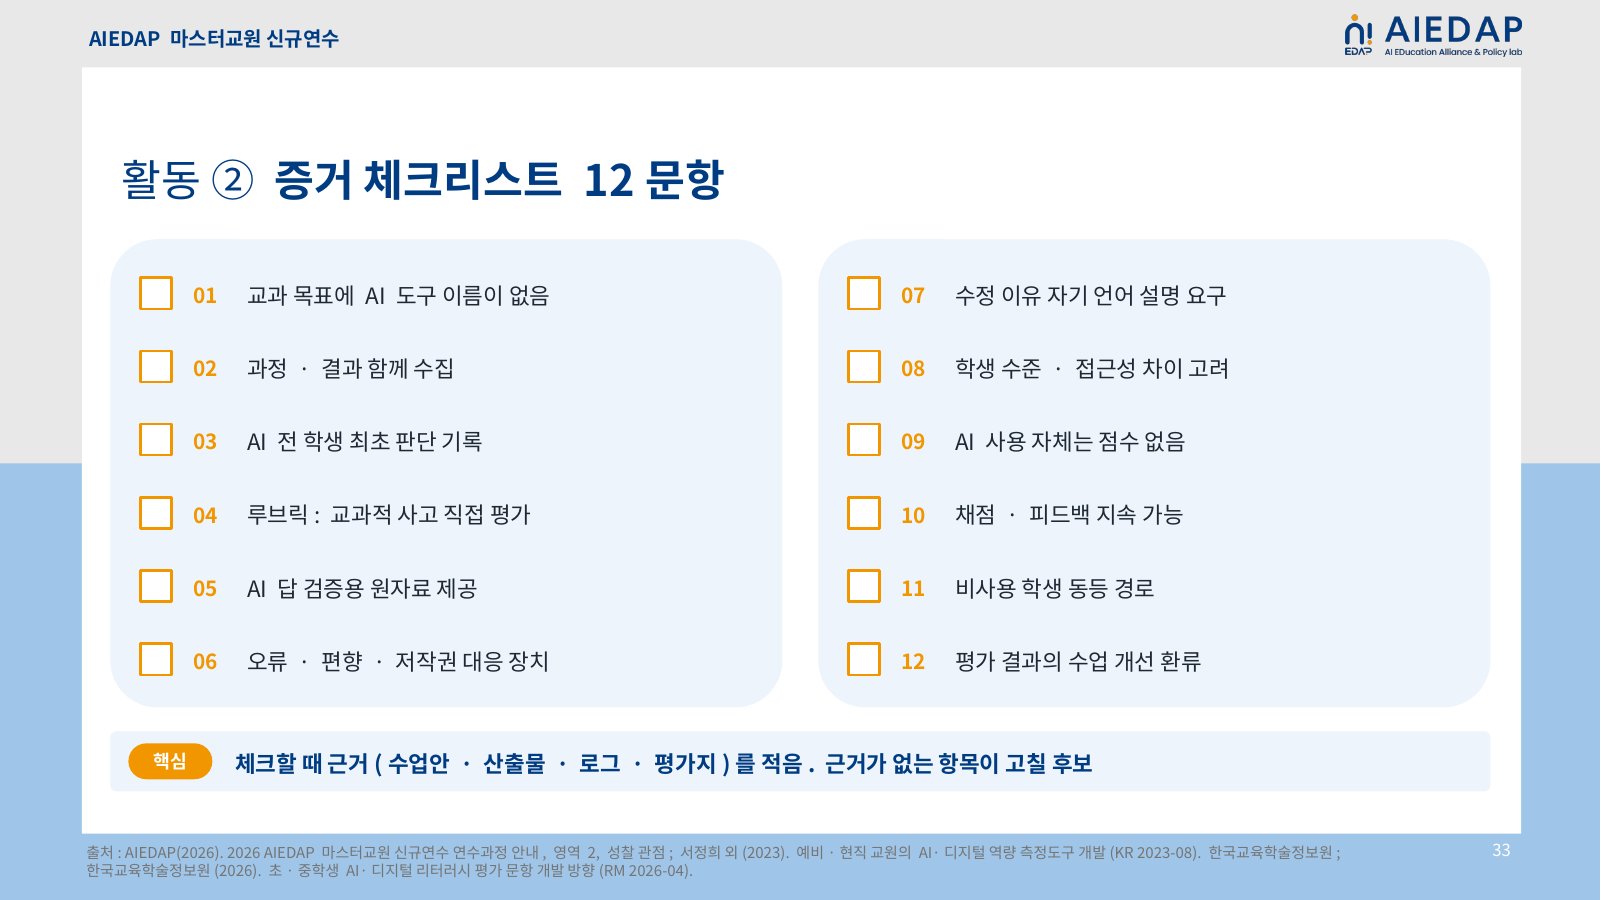 AIEDAP 마스터교원 신규연수
AIEDAP
EDAP
AI EDucation Alliance & Policy lab
활동 ② 증거 체크리스트 12 문항
01 교과 목표에 AI 도구 이름이 없음
02 과정 · 결과 함께 수집
03 AI 전 학생 최초 판단 기록
04 루브릭 : 교과적 사고 직접 평가
05 AI 답 검증용 원자료 제공
06 오류 · 편향 · 저작권 대응 장치
07 수정 이유 자기 언어 설명 요구
08 학생 수준 · 접근성 차이 고려
09 AI 사용 자체는 점수 없음
10 채점 · 피드백 지속 가능
11 비사용 학생 동등 경로
12 평가 결과의 수업 개선 환류
핵심 체크할 때 근거 ( 수업안 · 산출물 · 로그 · 평가지 ) 를 적음 . 근거가 없는 항목이 고칠 후보
출처 : AIEDAP(2026). 2026 AIEDAP 마스터교원 신규연수 연수과정 안내 , 영역 2, 성찰 관점 ; 서정희 외 (2023). 예비 · 현직 교원의 AI· 디지털 역량 측정도구 개발 (KR 2023-08). 한국교육학술정보원 ;
한국교육학술정보원 (2026). 초 · 중학생 AI· 디지털 리터러시 평가 문항 개발 방향 (RM 2026-04).
33